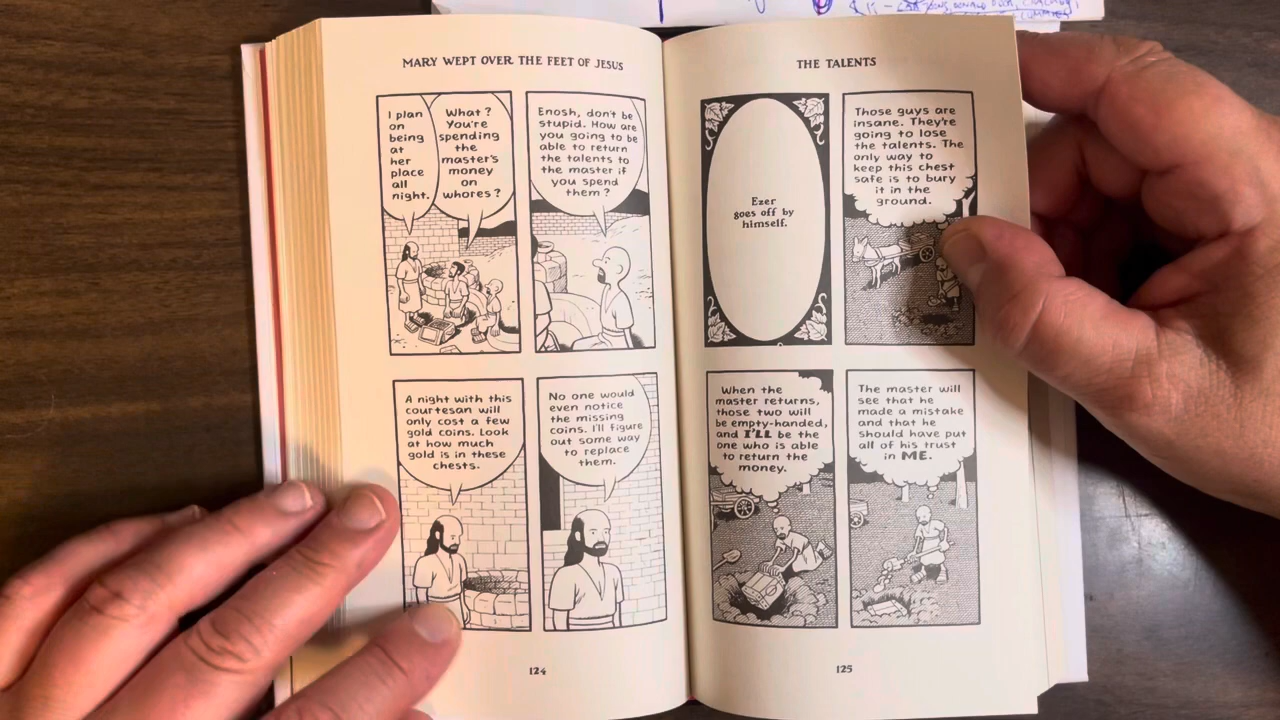 $15 -
MARY WEPT OVER THE FEET OF JESUS
I plan
on
being
at
her
place
all
night.
What?
You're
spending
the
master's
money
on
whores?
Enosh, don't be
stupid. How are
you going to be
able to return
the talents to
the master if
you spend
them?
A night with this
courtesan will
only cost a few
gold coins. Look
at how much
gold is in these
chests.
No one would
even notice
the missing
coins. I'll figure
out some way
to replace
them.
124
THE TALENTS
Ezer
goes off by
himself.
Those guys are
insane. They're
going to lose
the talents. The
only way to
keep this chest
safe is to bury
it in the
ground.
When the
master returns,
those two will
be empty-handed,
and I'LL be the
one who is able
to return the
money.
The master will
see that he
made a mistake
and that he
should have put
all of his trust
in ME.
125